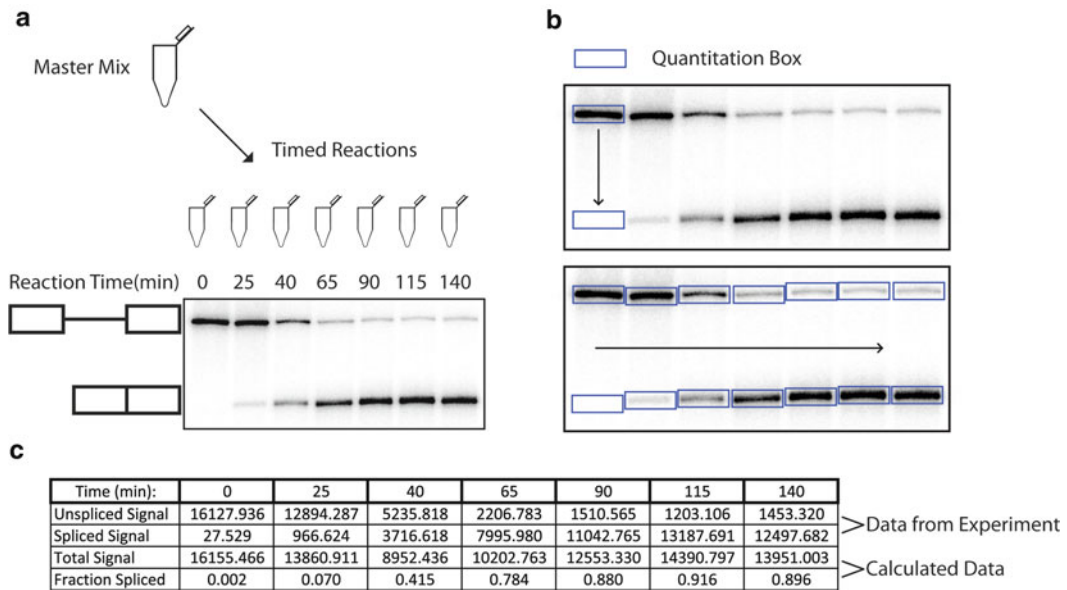 a
Master Mix
Timed Reactions
Reaction Time(min) 0 25 40 65 90 115 140
b
Quantitation Box
c
Time (min): 0 25 40 65 90 115 140
Unspliced Signal 16127.936 12894.287 5235.818 2206.783 1510.565 1203.106 1453.320
Spliced Signal 27.529 966.624 3716.618 7995.980 11042.765 13187.691 12497.682
Data from Experiment
Total Signal 16155.466 13860.911 8952.436 10202.763 12553.330 14390.797 13951.003
Fraction Spliced 0.002 0.070 0.415 0.784 0.880 0.916 0.896
Calculated Data